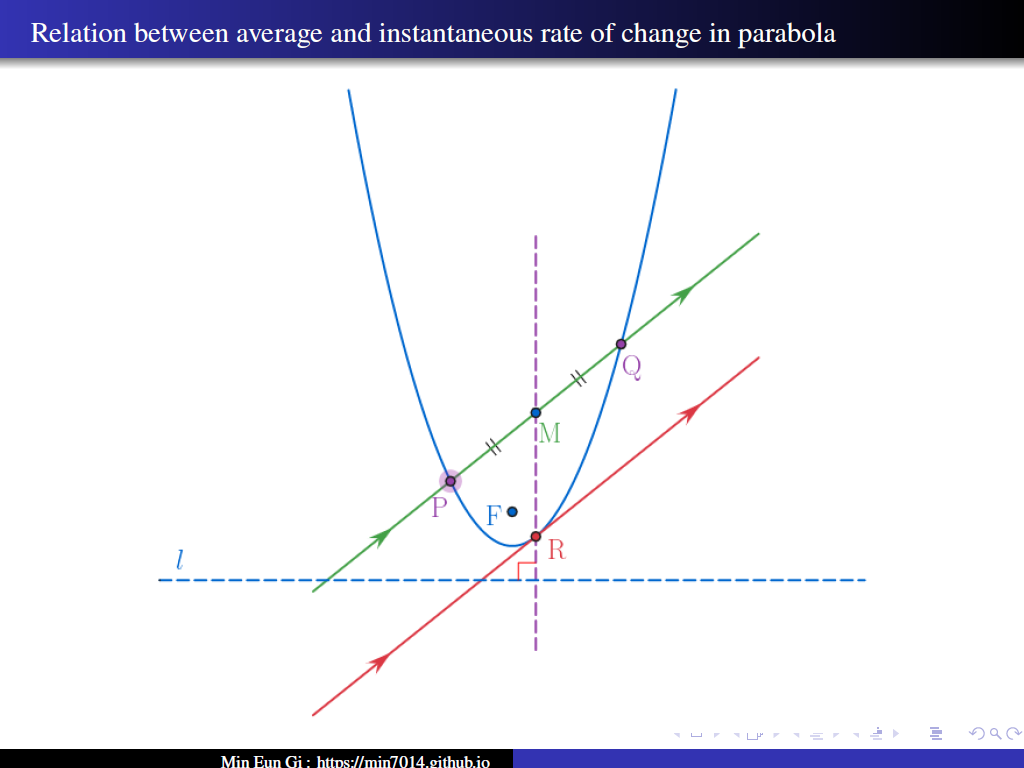 Relation between average and instantaneous rate of change in parabola
Q
M
P
F
R
l
Min Eun Gi : https://min7014.github.io